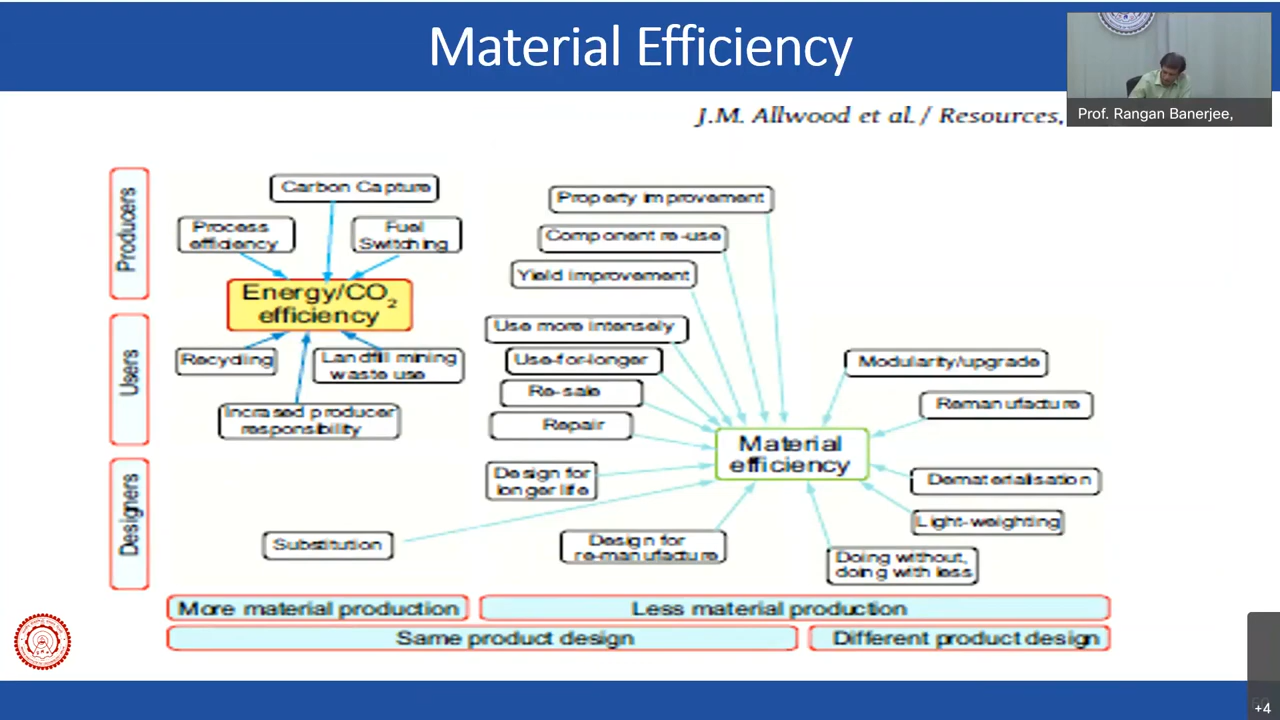 Material Efficiency
Prof. Rangan Banerjee,
J.M. Allwood et al. / Resources,
Producers
Carbon Capture
Process
efficiency
Fuel
Switching
Energy/CO2
efficiency
Users
Recycling
Landfill mining
waste use
Incrased producer
responsibility
Designers
Substitution
Property improvement
Component re-use
Yield improvement
Use more intensely
Use-for-longer
Re-sale
Repair
Design for
longer life
Design for
re-manufacture
Material
efficiency
Modularity/upgrade
Remanufacture
Dematerialisation
Light-weighting
Doing without,
doing with less
More material production
Less material production
Same product design
Different product design
+4